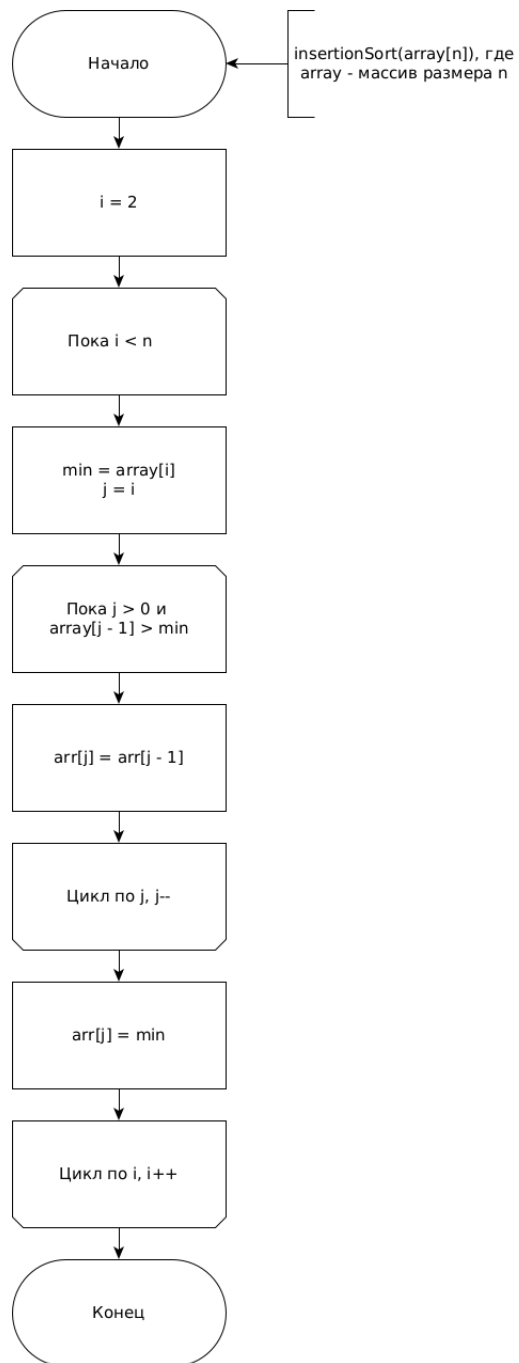 Начало
insertionSort(array[n]), где
array - массив размера n
i = 2
Пока i < n
min = array[i]
j = i
Пока j > 0 и
array[j - 1] > min
arr[j] = arr[j - 1]
Цикл по j, j--
arr[j] = min
Цикл по i, i++
Конец